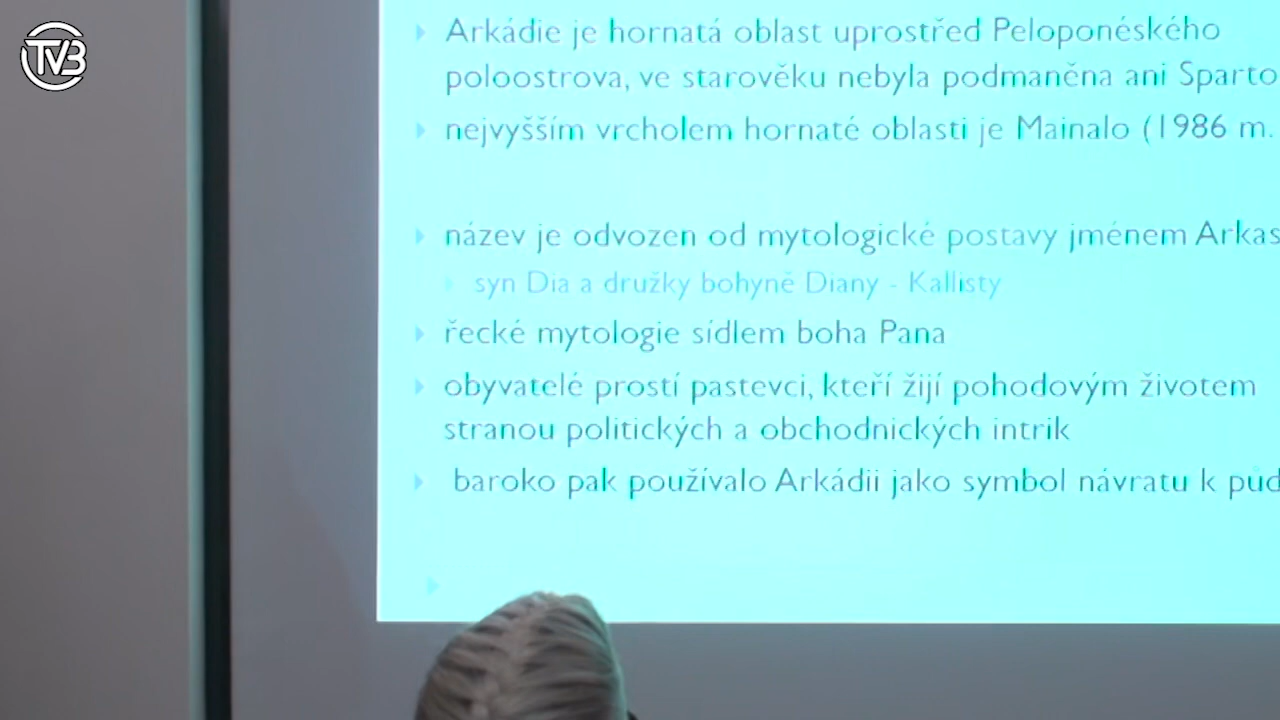 TVB
Arkádie je hornatá oblast uprostřed Peloponéského
poloostrova, ve starověku nebyla podmaněna ani Sparto
nejvyšším vrcholem hornaté oblasti je Mainalo (1986 m.
název je odvozen od mytologické postavy jménem Arkas
syn Dia a družky bohyně Diany - Kallisty
řecké mytologie sídlem boha Pana
obyvatelé prostí pastevci, kteří žijí pohodovým životem
stranou politických a obchodnických intrik
baroko pak používalo Arkádii jako symbol návratu k půd